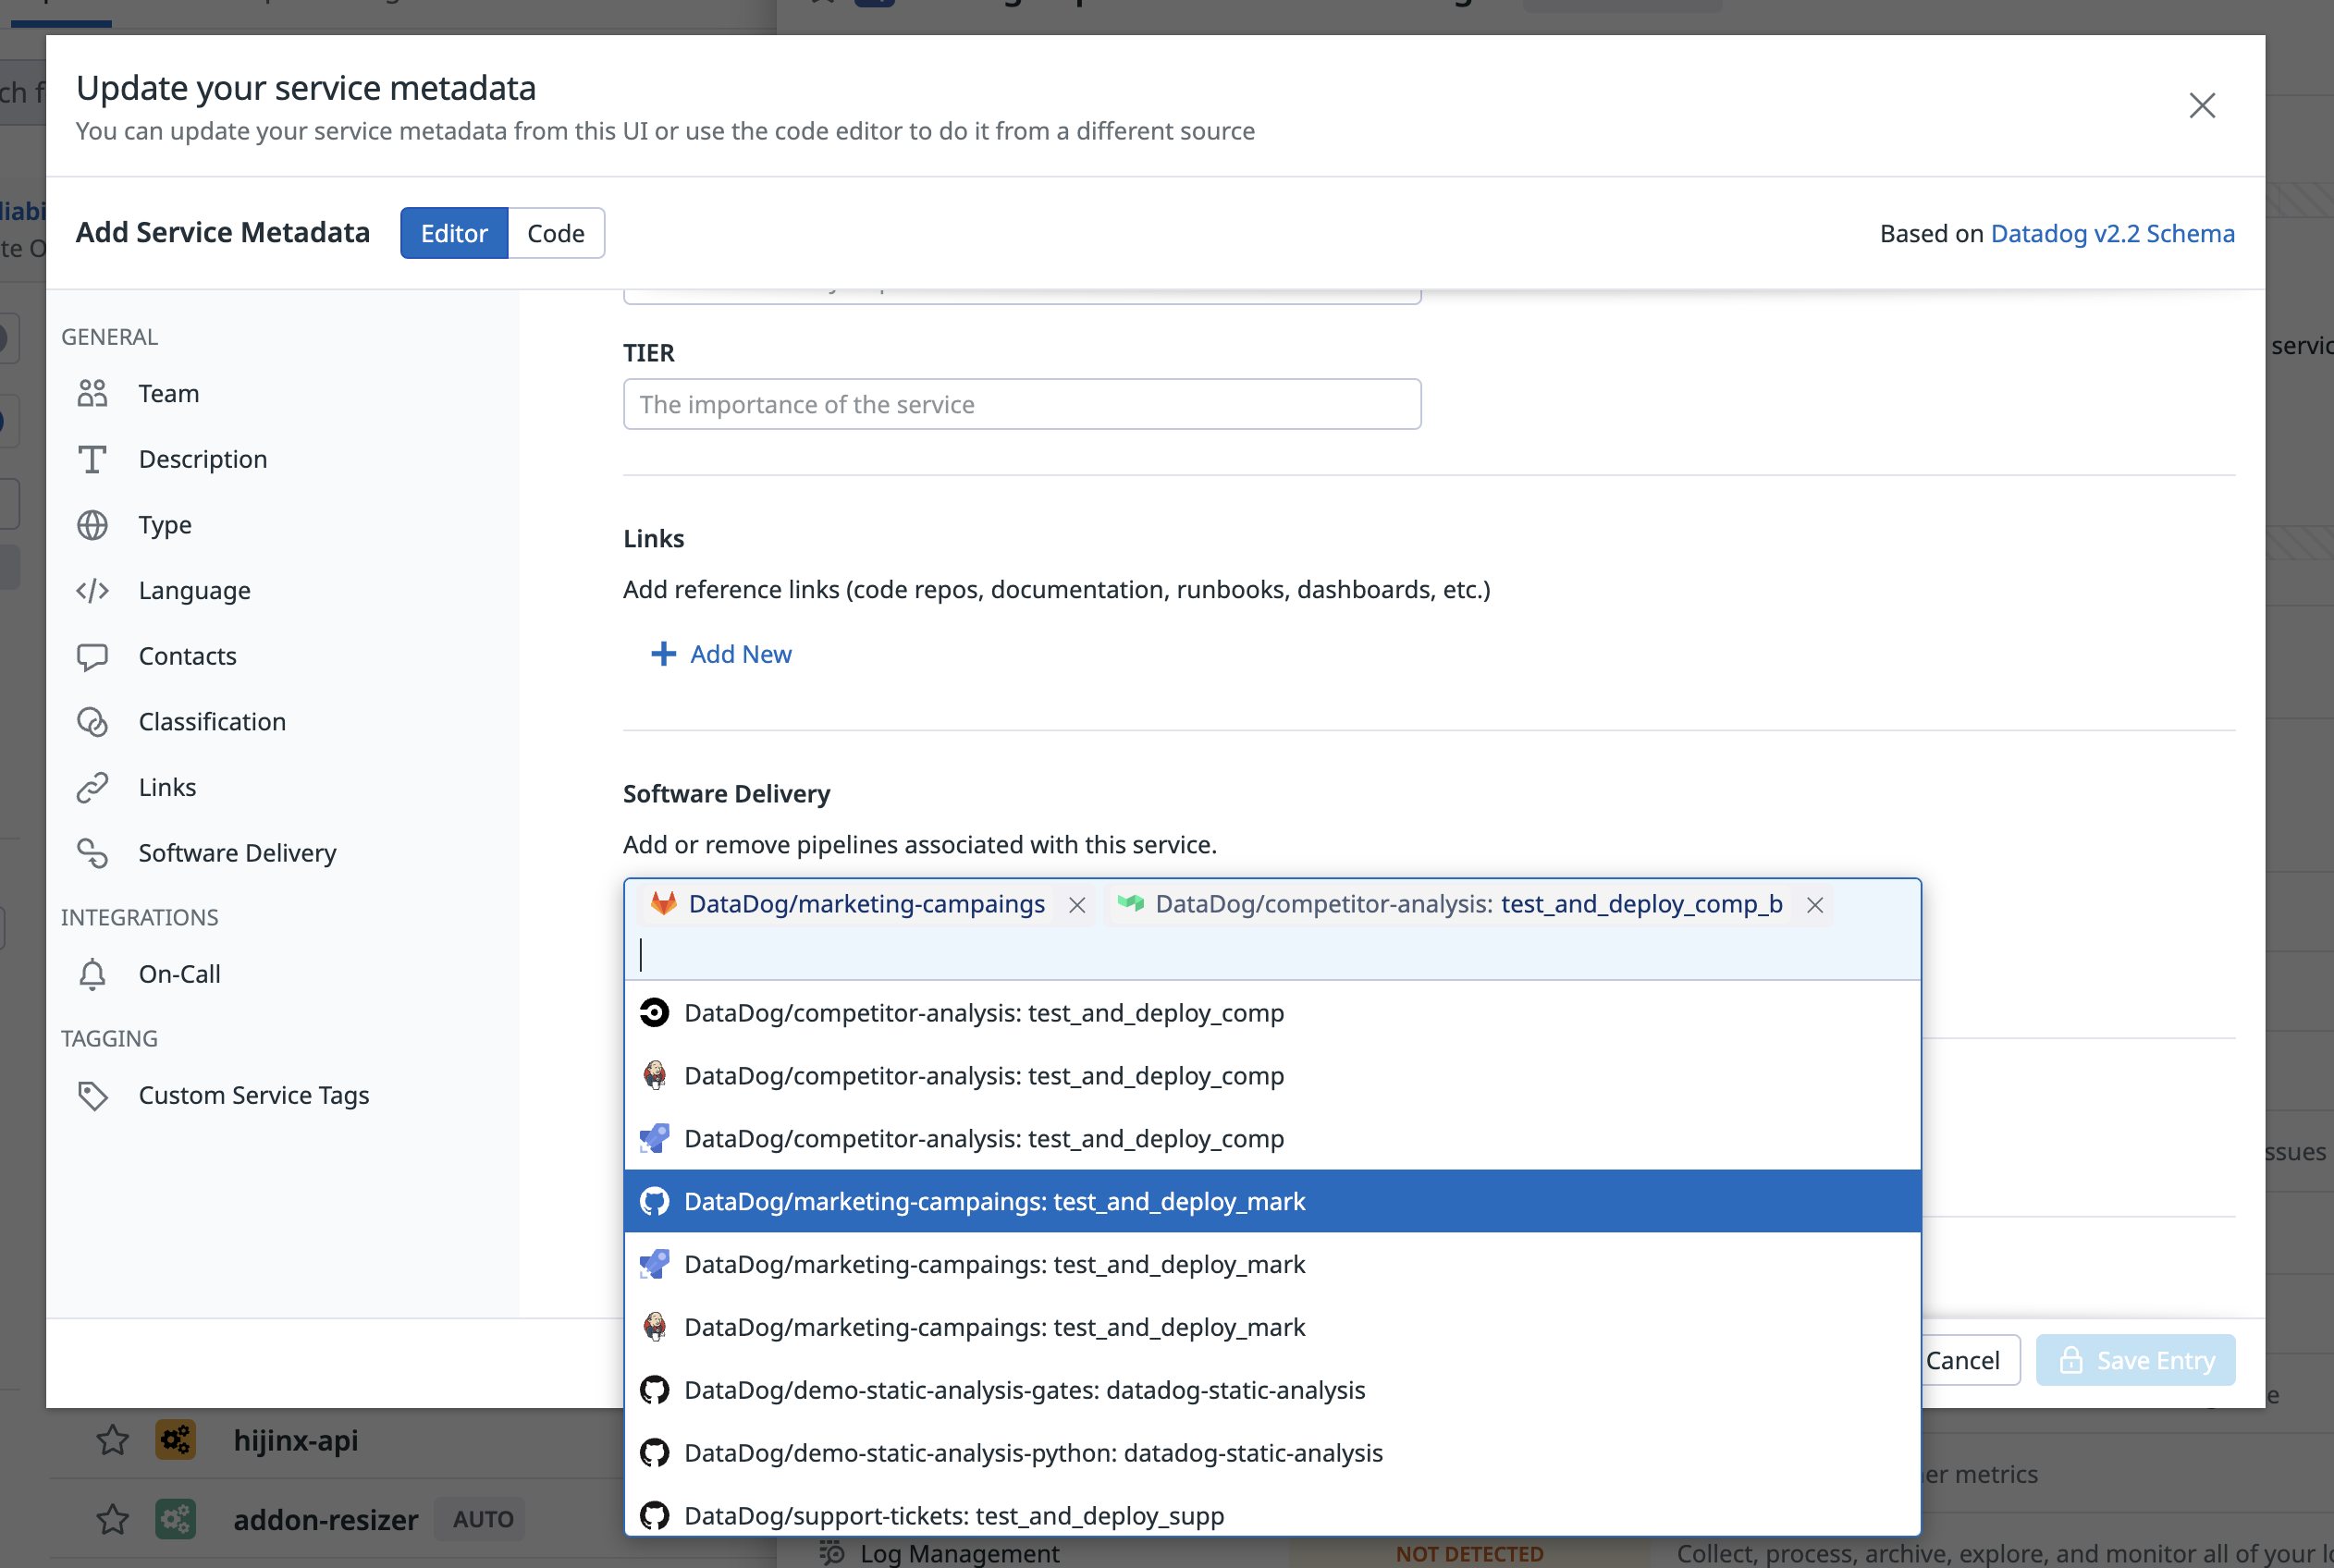 Update your service metadata
You can update your service metadata from this UI or use the code editor to do it from a different source
Add Service Metadata Editor Code Based on Datadog v2.2 Schema
GENERAL
Team
Description
Type
Language
Contacts
Classification
Links
Software Delivery
INTEGRATIONS
On-Call
TAGGING
Custom Service Tags
TIER
The importance of the service
Links
Add reference links (code repos, documentation, runbooks, dashboards, etc.)
Add New
Software Delivery
Add or remove pipelines associated with this service.
DataDog/marketing-campaings DataDog/competitor-analysis: test_and_deploy_comp_b
DataDog/competitor-analysis: test_and_deploy_comp
DataDog/competitor-analysis: test_and_deploy_comp
DataDog/competitor-analysis: test_and_deploy_comp
DataDog/marketing-campaings: test_and_deploy_mark
DataDog/marketing-campaings: test_and_deploy_mark
DataDog/marketing-campaings: test_and_deploy_mark
DataDog/demo-static-analysis-gates: datadog-static-analysis
DataDog/demo-static-analysis-python: datadog-static-analysis
DataDog/support-tickets: test_and_deploy_supp
Cancel Save Entry
hijinx-api
addon-resizer AUTO
metrics
Log Management NOT DETECTED Collect, process, archive, explore, and monitor all of your